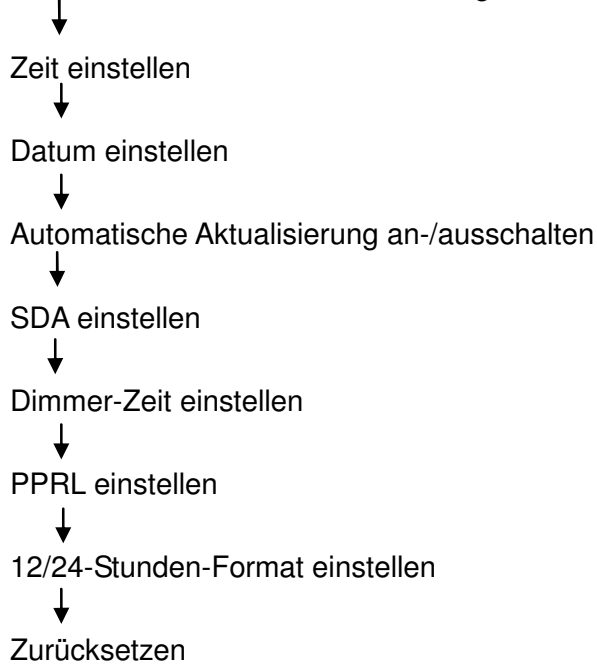 Zeit einstellen
Datum einstellen
Automatische Aktualisierung an-/ausschalten
SDA einstellen
Dimmer-Zeit einstellen
PPRL einstellen
12/24-Stunden-Format einstellen
Zurücksetzen